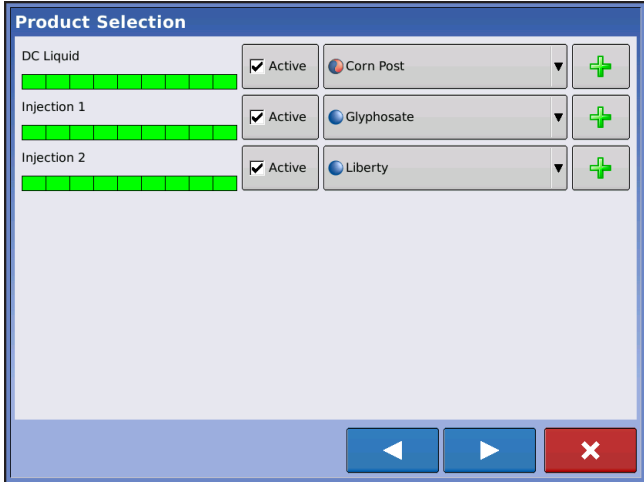 Product Selection
DC Liquid
Active
Corn Post
Injection 1
Active
Glyphosate
Injection 2
Active
Liberty